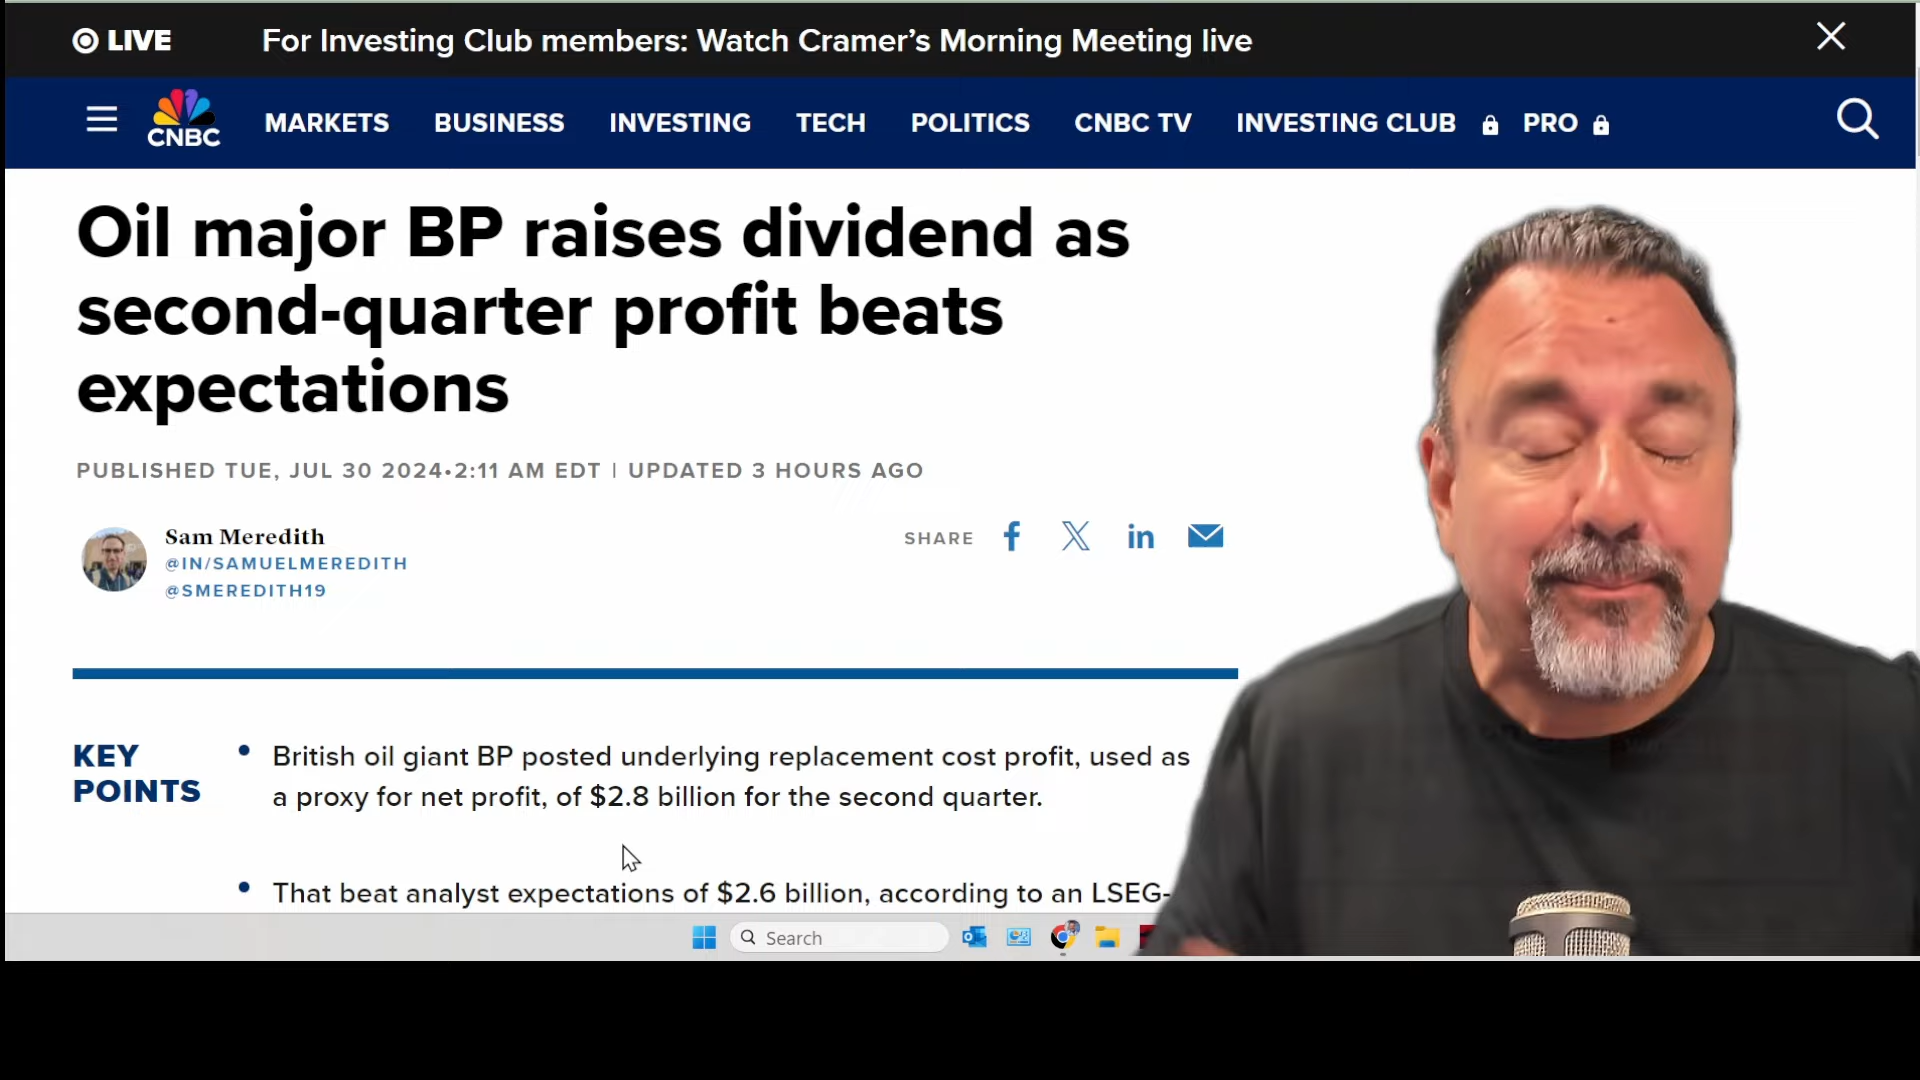 LIVE
For Investing Club members: Watch Cramer's Morning Meeting live
CNBC
MARKETS
BUSINESS
INVESTING
TECH
POLITICS
CNBC TV
INVESTING CLUB
PRO
Oil major BP raises dividend as
second-quarter profit beats
expectations
PUBLISHED TUE, JUL 30 2024•2:11 AM EDT | UPDATED 3 HOURS AGO
Sam Meredith
@IN/SAMUELMEREDITH
@SMEREDITH19
SHARE
KEY
POINTS
• British oil giant BP posted underlying replacement cost profit, used as
a proxy for net profit, of $2.8 billion for the second quarter.
• That beat analyst expectations of $2.6 billion, according to an LSEG-
Search